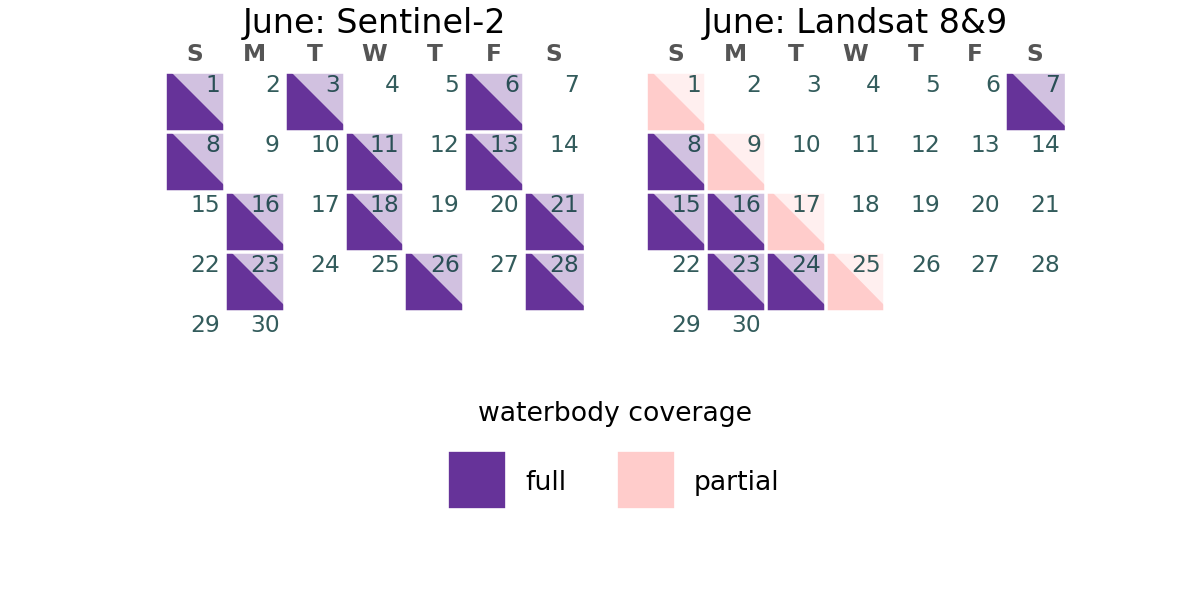 June: Sentinel-2
S M T W T F S
1 2 3 4 5 6 7
8 9 10 11 12 13 14
15 16 17 18 19 20 21
22 23 24 25 26 27 28
29 30
June: Landsat 8&9
S M T W T F S
1 2 3 4 5 6 7
8 9 10 11 12 13 14
15 16 17 18 19 20 21
22 23 24 25 26 27 28
29 30
waterbody coverage
full
partial